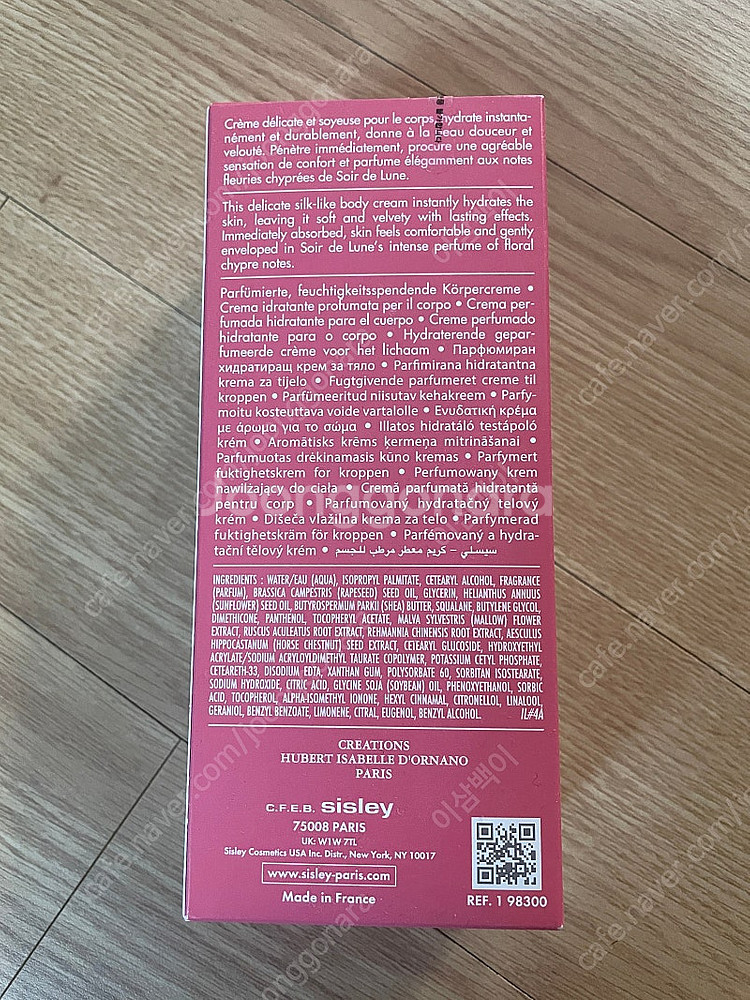 Crème délicate et soyeuse pour le corps, hydrate instanta-
nément et durablement, donne à la peau douceur et
velouté. Pénètre immédiatement, procure une agréable
sensation de confort et parfume élégamment aux notes
fleuries chyprées de Soir de Lune.
This delicate silk-like body cream instantly hydrates the
skin, leaving it soft and velvety with lasting effects.
Immediately absorbed, skin feels comfortable and gently
enveloped in Soir de Lune's intense perfume of floral
chypre notes.
Parfümierte, feuchtigkeitsspendende Körpercreme •
Crema idratante profumata per il corpo • Crema per-
fumada hidratante para el cuerpo • Creme perfumado
hidratante para o corpo • Hydraterende gepar-
fumeerde crème voor het lichaam • Парфюмиран
хидратиращ крем за тяло • Parfimirana hidratantna
krema za tijelo • Fugtgivende parfumeret creme til
kroppen • Parfümeeritud niisutav kehakreem • Parfy-
moitu kosteuttava voide vartalolle • Ενυδατική κρέμα
με άρωμα για το σώμα • Illatos hidratáló testápoló
krém • Aromātisks krēms ķermeņa mitrināšanai •
Parfumuotas drėkinamasis kūno kremas • Parfymert
fuktighetskrem for kroppen • Perfumowany krem
nawilżający do ciała • Cremă parfumată hidratantă
pentru corp • Parfumovaný hydratačný telový
krém • Dišeča vlažilna krema za telo • Parfymerad
fuktighetskräm för kroppen • Parfémovaný a hydra-
tační tělový krém • سيسلي – كريم معطر مرطب للجسم
INGREDIENTS : WATER/EAU (AQUA), ISOPROPYL PALMITATE, CETEARYL ALCOHOL, FRAGRANCE
(PARFUM), BRASSICA CAMPESTRIS (RAPESEED) SEED OIL, GLYCERIN, HELIANTHUS ANNUUS
(SUNFLOWER) SEED OIL, BUTYROSPERMUM PARKII (SHEA) BUTTER, SQUALANE, BUTYLENE GLYCOL,
DIMETHICONE, PANTHENOL, TOCOPHERYL ACETATE, MALVA SYLVESTRIS (MALLOW) FLOWER
EXTRACT, RUSCUS ACULEATUS ROOT EXTRACT, REHMANNIA CHINENSIS ROOT EXTRACT, AESCULUS
HIPPOCASTANUM (HORSE CHESTNUT) SEED EXTRACT, CETEARYL GLUCOSIDE, HYDROXYETHYL
ACRYLATE/SODIUM ACRYLOYLDIMETHYL TAURATE COPOLYMER, POTASSIUM CETYL PHOSPHATE,
CETEARETH-33, DISODIUM EDTA, XANTHAN GUM, POLYSORBATE 60, SORBITAN ISOSTEARATE,
SODIUM HYDROXIDE, CITRIC ACID, GLYCINE SOJA (SOYBEAN) OIL, PHENOXYETHANOL, SORBIC
ACID, TOCOPHEROL, ALPHA-ISOMETHYL IONONE, HEXYL CINNAMAL, CITRONELLOL, LINALOOL,
GERANIOL, BENZYL BENZOATE, LIMONENE, CITRAL, EUGENOL, BENZYL ALCOHOL. IL#4A
CREATIONS
HUBERT ISABELLE D'ORNANO
PARIS
C.F.E.B. sisley
75008 PARIS
UK: W1W 7TL
Sisley Cosmetics USA Inc. Distr., New York, NY 10017
www.sisley-paris.com
Made in France
REF. 1 98300
joonggonara
이삼백이
cafe.naver.com/joonggonara